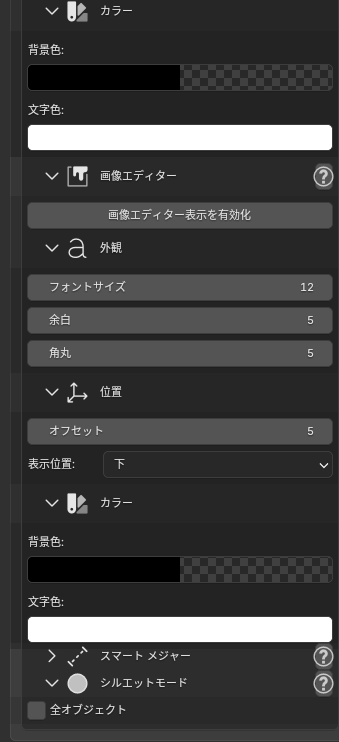 カラー
背景色:
文字色:
画像エディター
?
画像エディター表示を有効化
外観
フォントサイズ 12
余白 5
角丸 5
位置
オフセット 5
表示位置: 下
カラー
背景色:
文字色:
スマート メジャー
?
シルエットモード
?
全オブジェクト